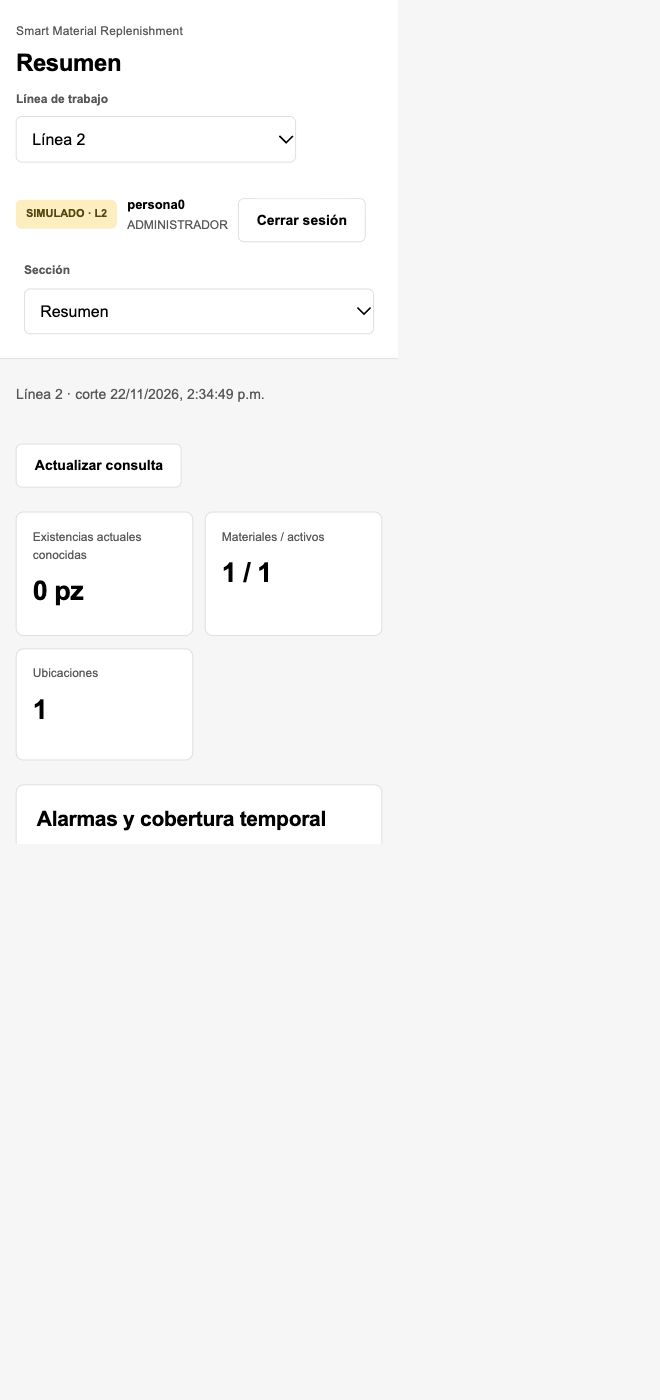 Smart Material Replenishment
Resumen
Línea de trabajo
Línea 2
SIMULADO · L2
persona0
ADMINISTRADOR
Cerrar sesión
Sección
Resumen
Línea 2 · corte 22/11/2026, 2:34:49 p.m.
Actualizar consulta
Existencias actuales
conocidas
0 pz
Materiales / activos
1 / 1
Ubicaciones
1
Alarmas y cobertura temporal